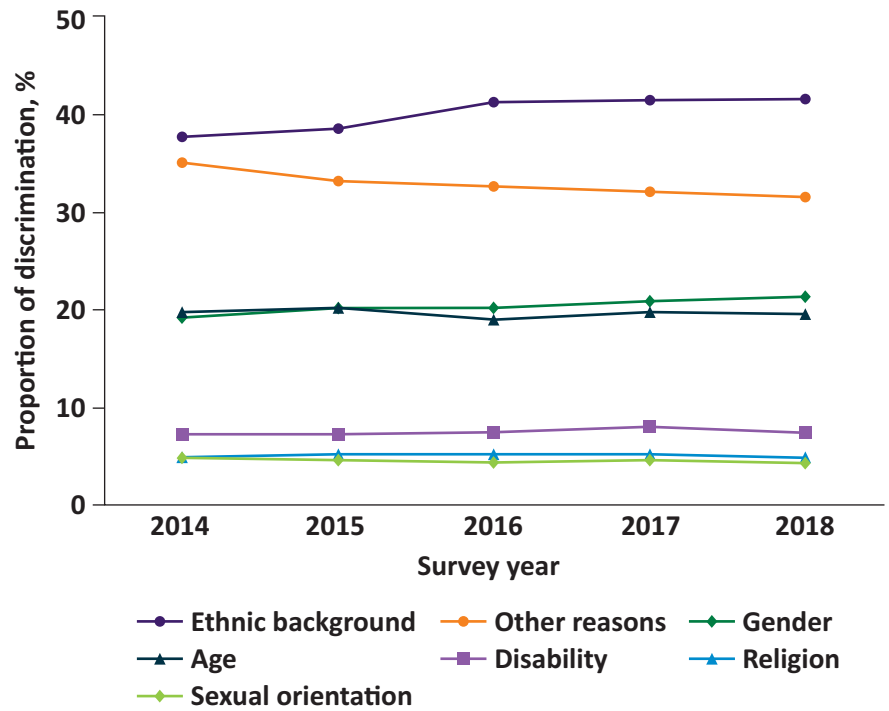 Proportion of discrimination, %
50
40
30
20
10
0
2014 2015 2016 2017 2018
Survey year
Ethnic background Other reasons Gender
Age Disability Religion
Sexual orientation